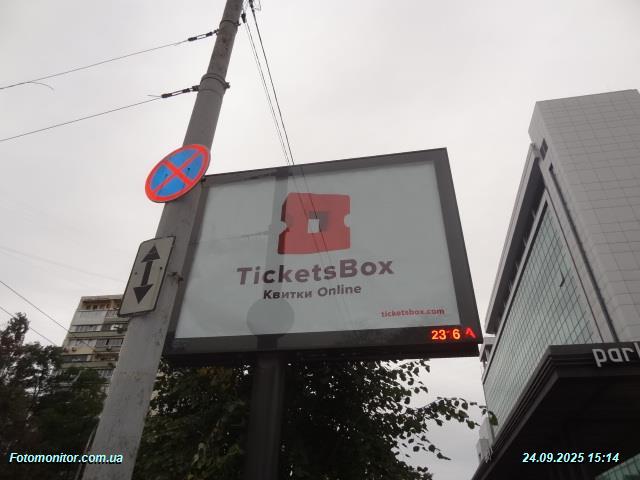 TicketsBox
Квитки Online
ticketsbox.com
23 6 A
park
Fotomonitor.com.ua
24.09.2025 15:14